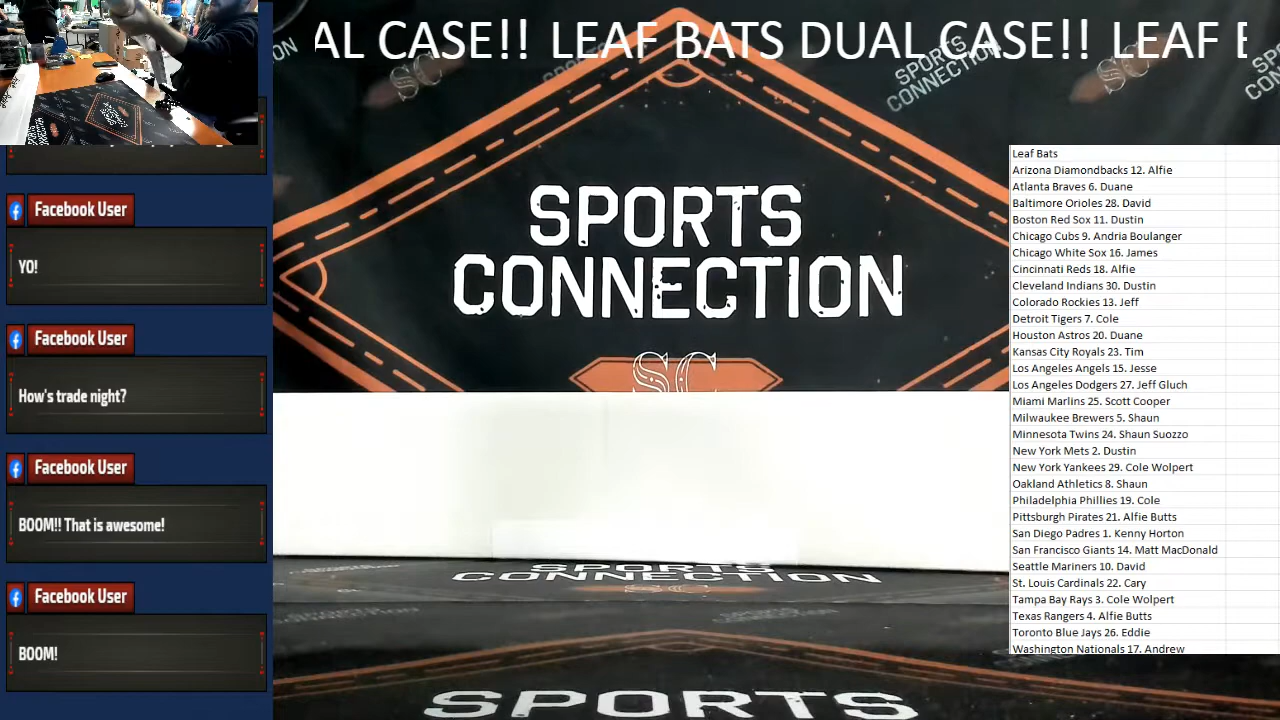 AL CASE!! LEAF BATS DUAL CASE!! LEAF
SPORTS CONNECTION
SC
SC
SPORTS
CONNECTION
SC
SPORTS
CONNECTION
SPORTS
Facebook User
YO!
Facebook User
How's trade night?
Facebook User
BOOM!! That is awesome!
Facebook User
BOOM!
Leaf Bats
Arizona Diamondbacks 12. Alfie
Atlanta Braves 6. Duane
Baltimore Orioles 28. David
Boston Red Sox 11. Dustin
Chicago Cubs 9. Andria Boulanger
Chicago White Sox 16. James
Cincinnati Reds 18. Alfie
Cleveland Indians 30. Dustin
Colorado Rockies 13. Jeff
Detroit Tigers 7. Cole
Houston Astros 20. Duane
Kansas City Royals 23. Tim
Los Angeles Angels 15. Jesse
Los Angeles Dodgers 27. Jeff Gluch
Miami Marlins 25. Scott Cooper
Milwaukee Brewers 5. Shaun
Minnesota Twins 24. Shaun Suozzo
New York Mets 2. Dustin
New York Yankees 29. Cole Wolpert
Oakland Athletics 8. Shaun
Philadelphia Phillies 19. Cole
Pittsburgh Pirates 21. Alfie Butts
San Diego Padres 1. Kenny Horton
San Francisco Giants 14. Matt MacDonald
Seattle Mariners 10. David
St. Louis Cardinals 22. Cary
Tampa Bay Rays 3. Cole Wolpert
Texas Rangers 4. Alfie Butts
Toronto Blue Jays 26. Eddie
Washington Nationals 17. Andrew